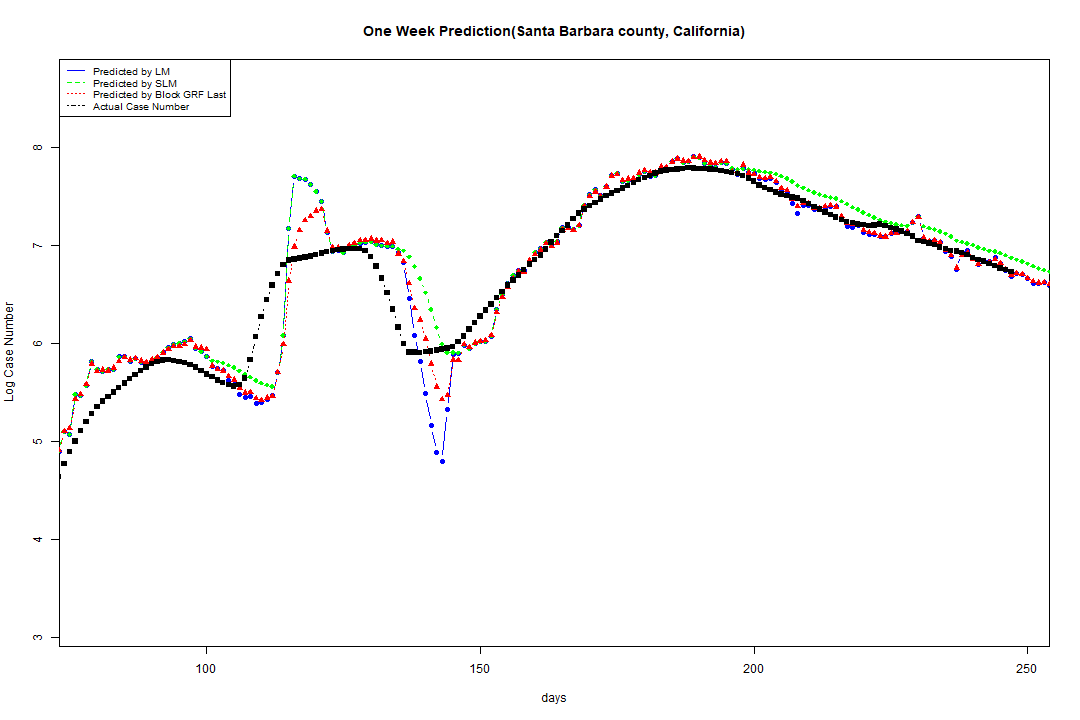 One Week Prediction(Santa Barbara county, California)
Predicted by LM
Predicted by SLM
Predicted by Block GRF Last
Actual Case Number
Log Case Number
8
7
6
5
4
3
100
150
200
250
days